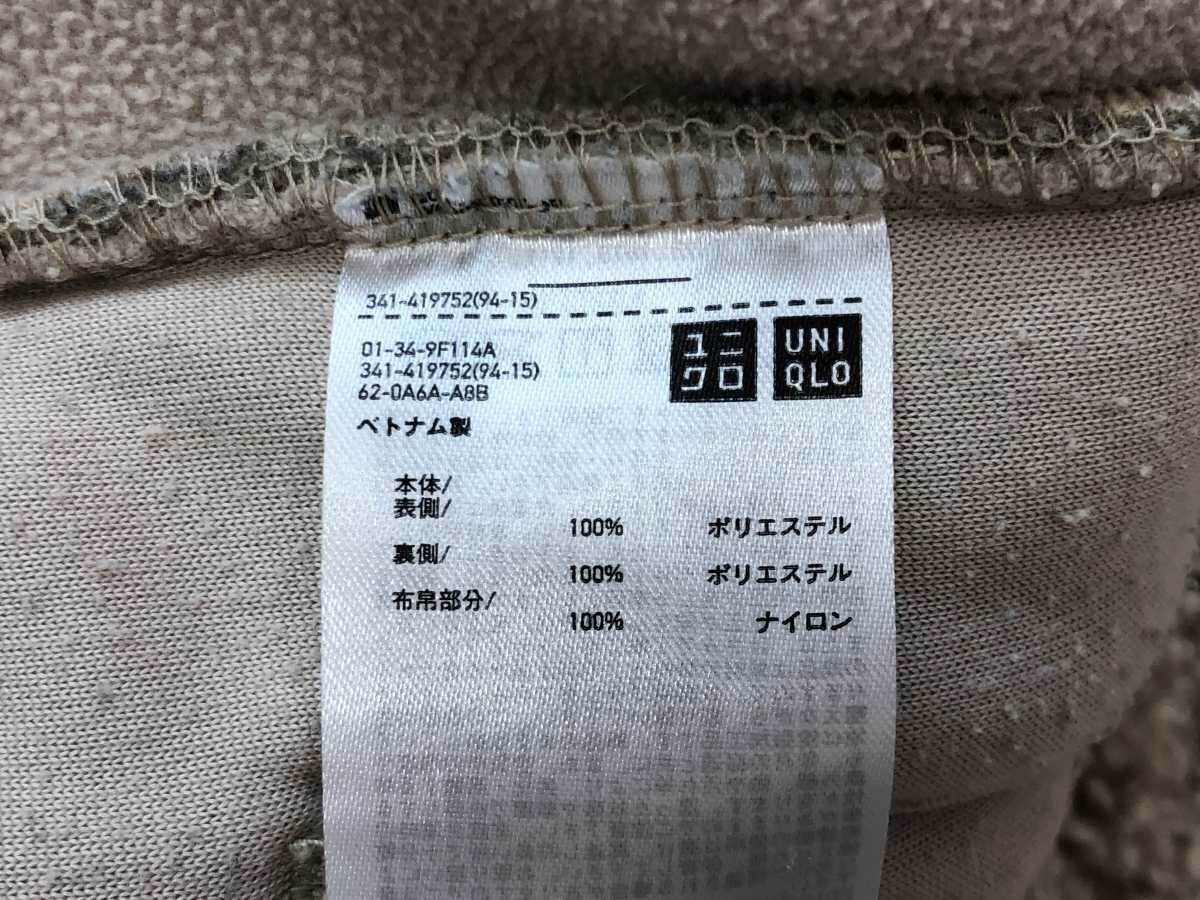 341-419752(94-15)
01-34-9F114A
341-419752(94-15)
62-0A6A-A8B
ユニ
クロ
UNI
QLO
ベトナム製
本体/
表側/
100% ポリエステル
裏側/
100% ポリエステル
布帛部分/
100% ナイロン